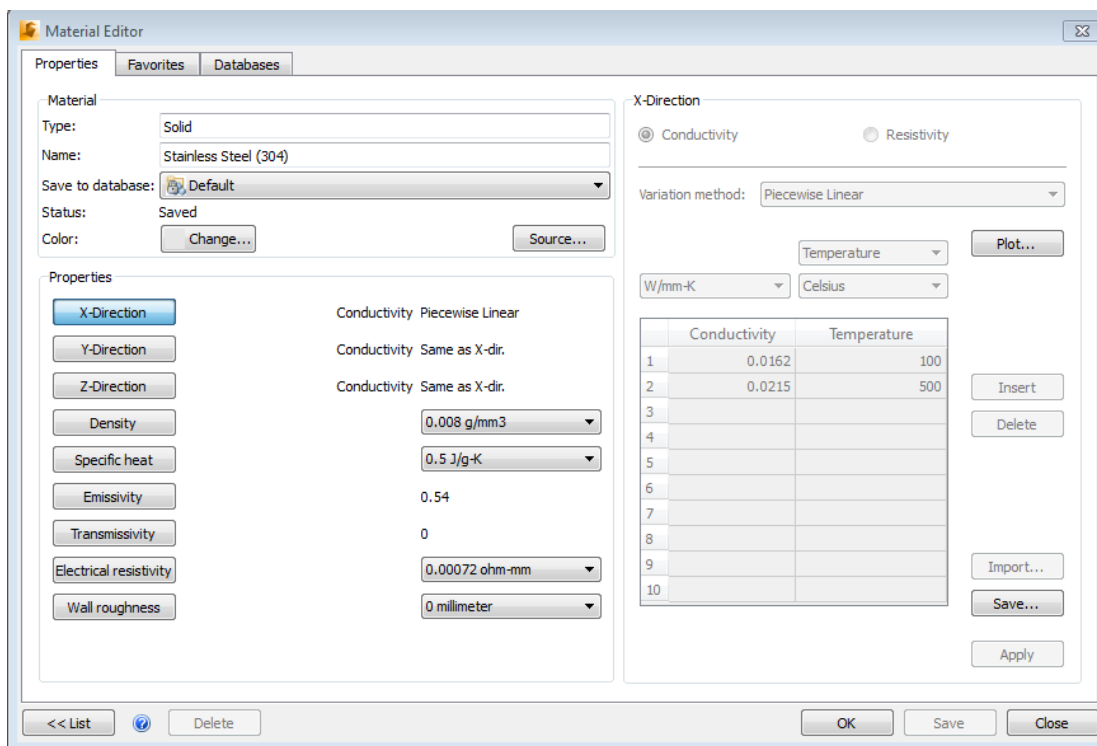 Material Editor
Properties Favorites Databases
Material
Type: Solid
Name: Stainless Steel (304)
Save to database: Default
Status: Saved
Color: Change... Source...
Properties
X-Direction Conductivity Piecewise Linear
Y-Direction Conductivity Same as X-dir.
Z-Direction Conductivity Same as X-dir.
Density 0.008 g/mm3
Specific heat 0.5 J/g-K
Emissivity 0.54
Transmissivity 0
Electrical resistivity 0.00072 ohm-mm
Wall roughness 0 millimeter
X-Direction
Conductivity Resistivity
Variation method: Piecewise Linear
Plot...
Temperature
W/mm-K Celsius
Conductivity Temperature
1 0.0162 100
2 0.0215 500
3
4
5
6
7
8
9
10
Insert
Delete
Import...
Save...
Apply
<< List ? Delete OK Save Close